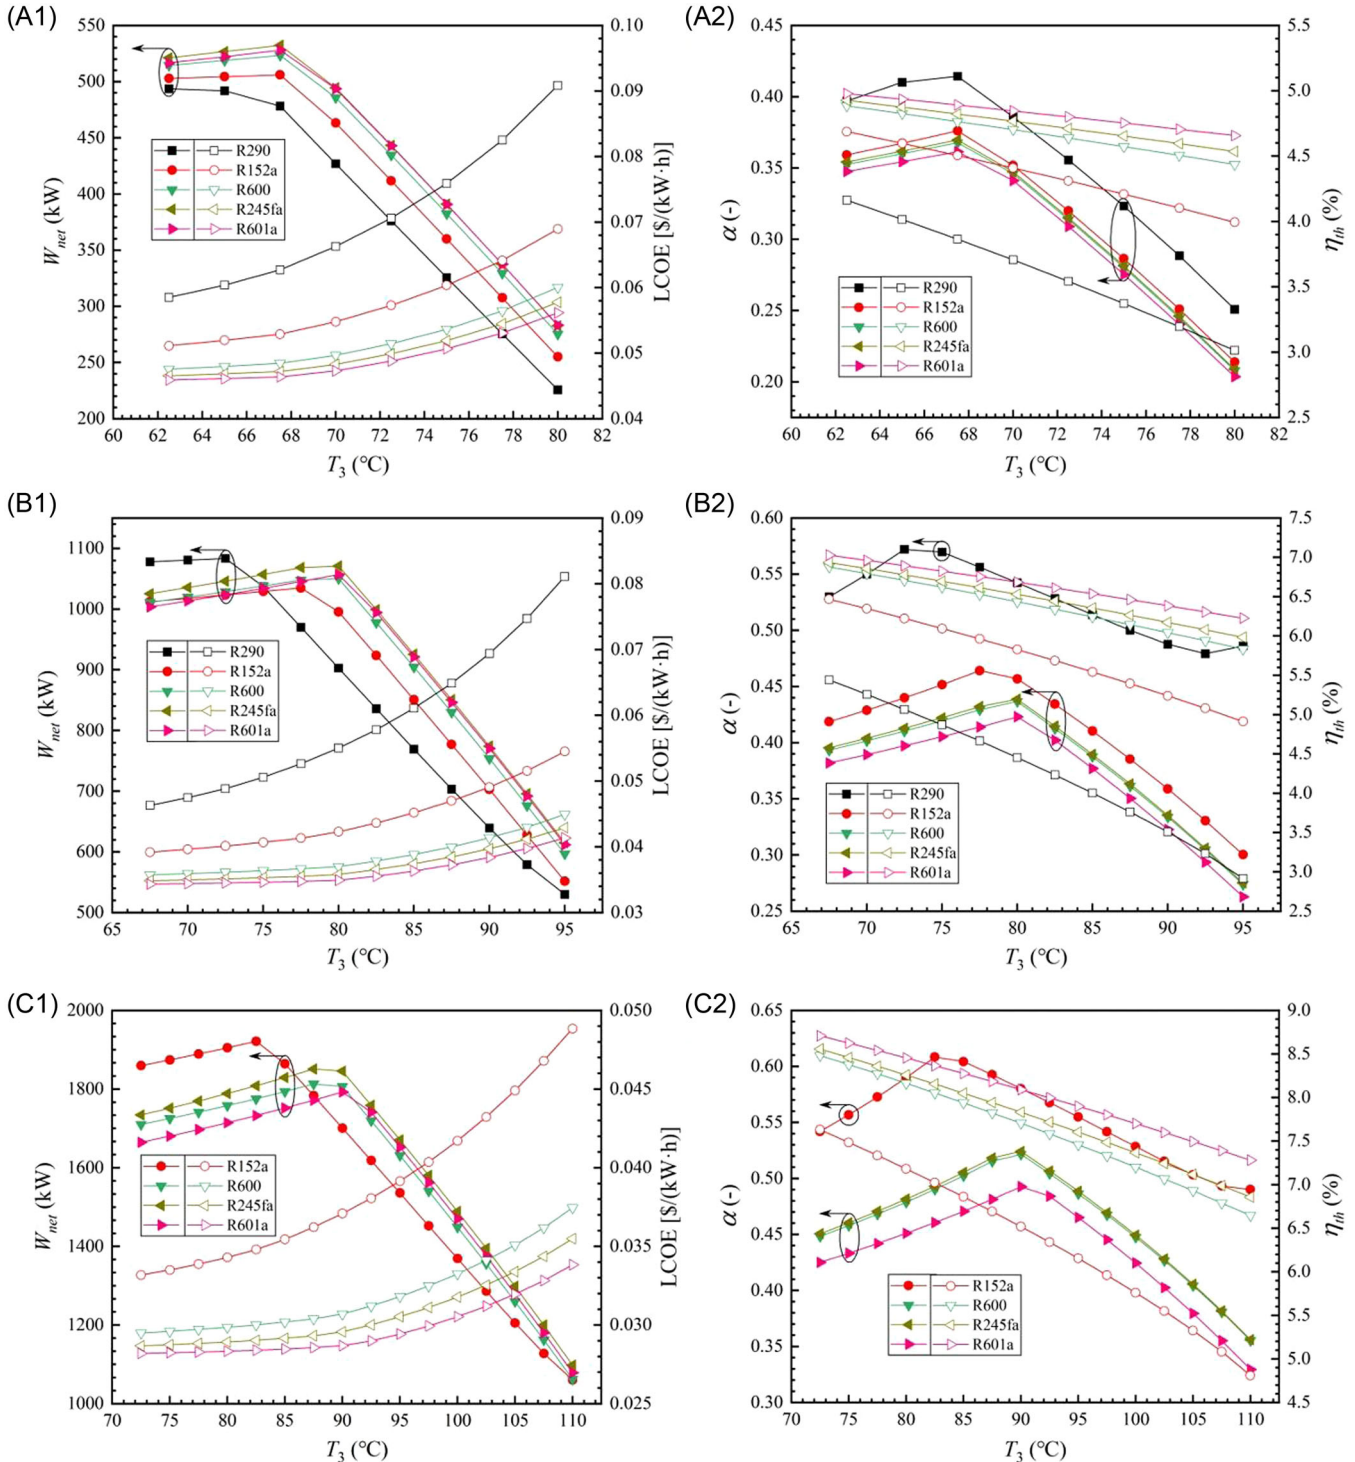 (A1)
550
500
450
400
350
300
250
200
W_net (kW)
R290
R152a
R600
R245fa
R601a
0.10
0.09
0.08
0.07
0.06
0.05
0.04
LCOE [$/(kW·h)]
60 62 64 66 68 70 72 74 76 78 80 82
T_3 (℃)
(A2)
0.45
0.40
0.35
0.30
0.25
0.20
α (-)
R290
R152a
R600
R245fa
R601a
5.5
5.0
4.5
4.0
3.5
3.0
2.5
η_th (%)
60 62 64 66 68 70 72 74 76 78 80 82
T_3 (℃)
(B1)
1100
1000
900
800
700
600
500
W_net (kW)
R290
R152a
R600
R245fa
R601a
0.09
0.08
0.07
0.06
0.05
0.04
0.03
LCOE [$/(kW·h)]
65 70 75 80 85 90 95
T_3 (℃)
(B2)
0.60
0.55
0.50
0.45
0.40
0.35
0.30
0.25
α (-)
R290
R152a
R600
R245fa
R601a
7.5
7.0
6.5
6.0
5.5
5.0
4.5
4.0
3.5
3.0
2.5
η_th (%)
65 70 75 80 85 90 95
T_3 (℃)
(C1)
2000
1800
1600
1400
1200
1000
W_net (kW)
R152a
R600
R245fa
R601a
0.050
0.045
0.040
0.035
0.030
0.025
LCOE [$/(kW·h)]
70 75 80 85 90 95 100 105 110
T_3 (℃)
(C2)
0.65
0.60
0.55
0.50
0.45
0.40
0.35
0.30
α (-)
R152a
R600
R245fa
R601a
9.0
8.5
8.0
7.5
7.0
6.5
6.0
5.5
5.0
4.5
η_th (%)
70 75 80 85 90 95 100 105 110
T_3 (℃)